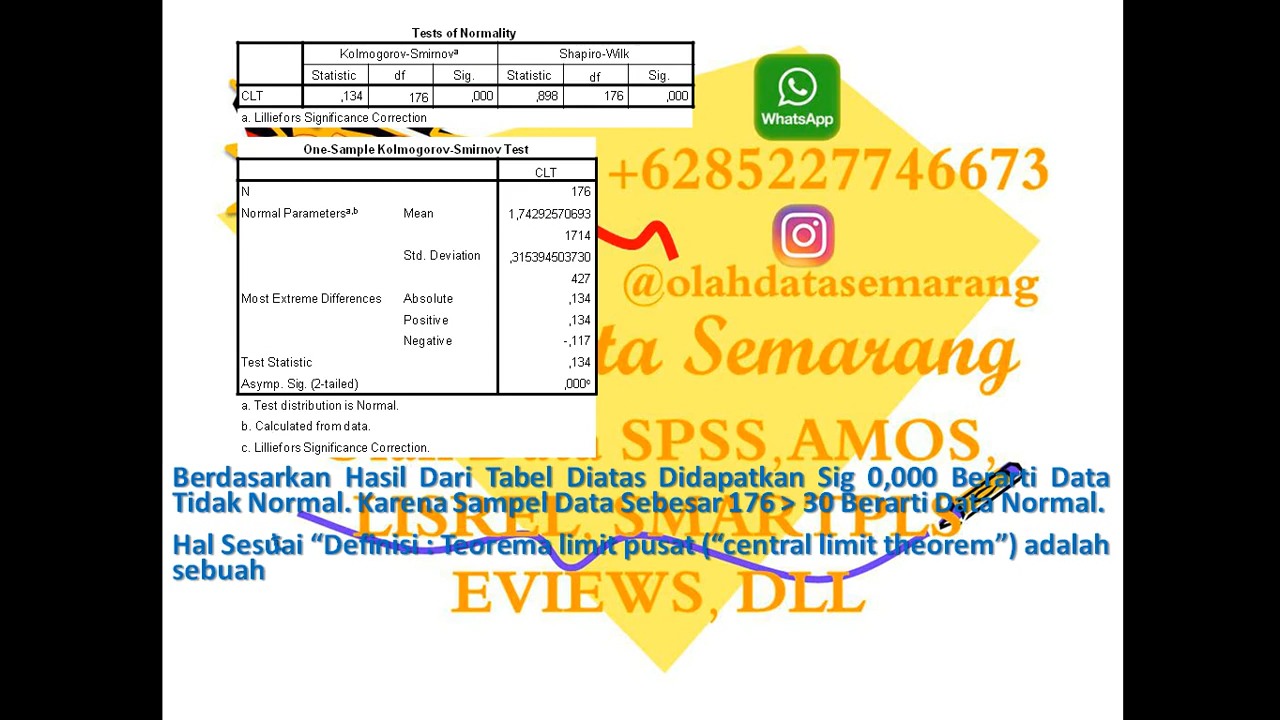 Tests of Normality
Kolmogorov-Smirnovª Shapiro-Wilk
Statistic df Sig. Statistic df Sig.
CLT ,134 176 ,000 ,898 176 ,000
a. Lilliefors Significance Correction
WhatsApp
One-Sample Kolmogorov-Smirnov Test
CLT
N 176
Normal Parametersª,ᵇ Mean 1,74292570693
1714
Std. Deviation ,315394503730
427
Most Extreme Differences Absolute ,134
Positive ,134
Negative -,117
Test Statistic ,134
Asymp. Sig. (2-tailed) ,000ᶜ
a. Test distribution is Normal.
b. Calculated from data.
c. Lilliefors Significance Correction.
+6285227746673
@olahdatasemarang
ta Semarang
SPSS,AMOS,
LISREL, SMARTPLS
EVIEWS, DLL
Berdasarkan Hasil Dari Tabel Diatas Didapatkan Sig 0,000 Berarti Data
Tidak Normal. Karena Sampel Data Sebesar 176 > 30 Berarti Data Normal.
Hal Sesuai “Definisi : Teorema limit pusat (“central limit theorem”) adalah
sebuah